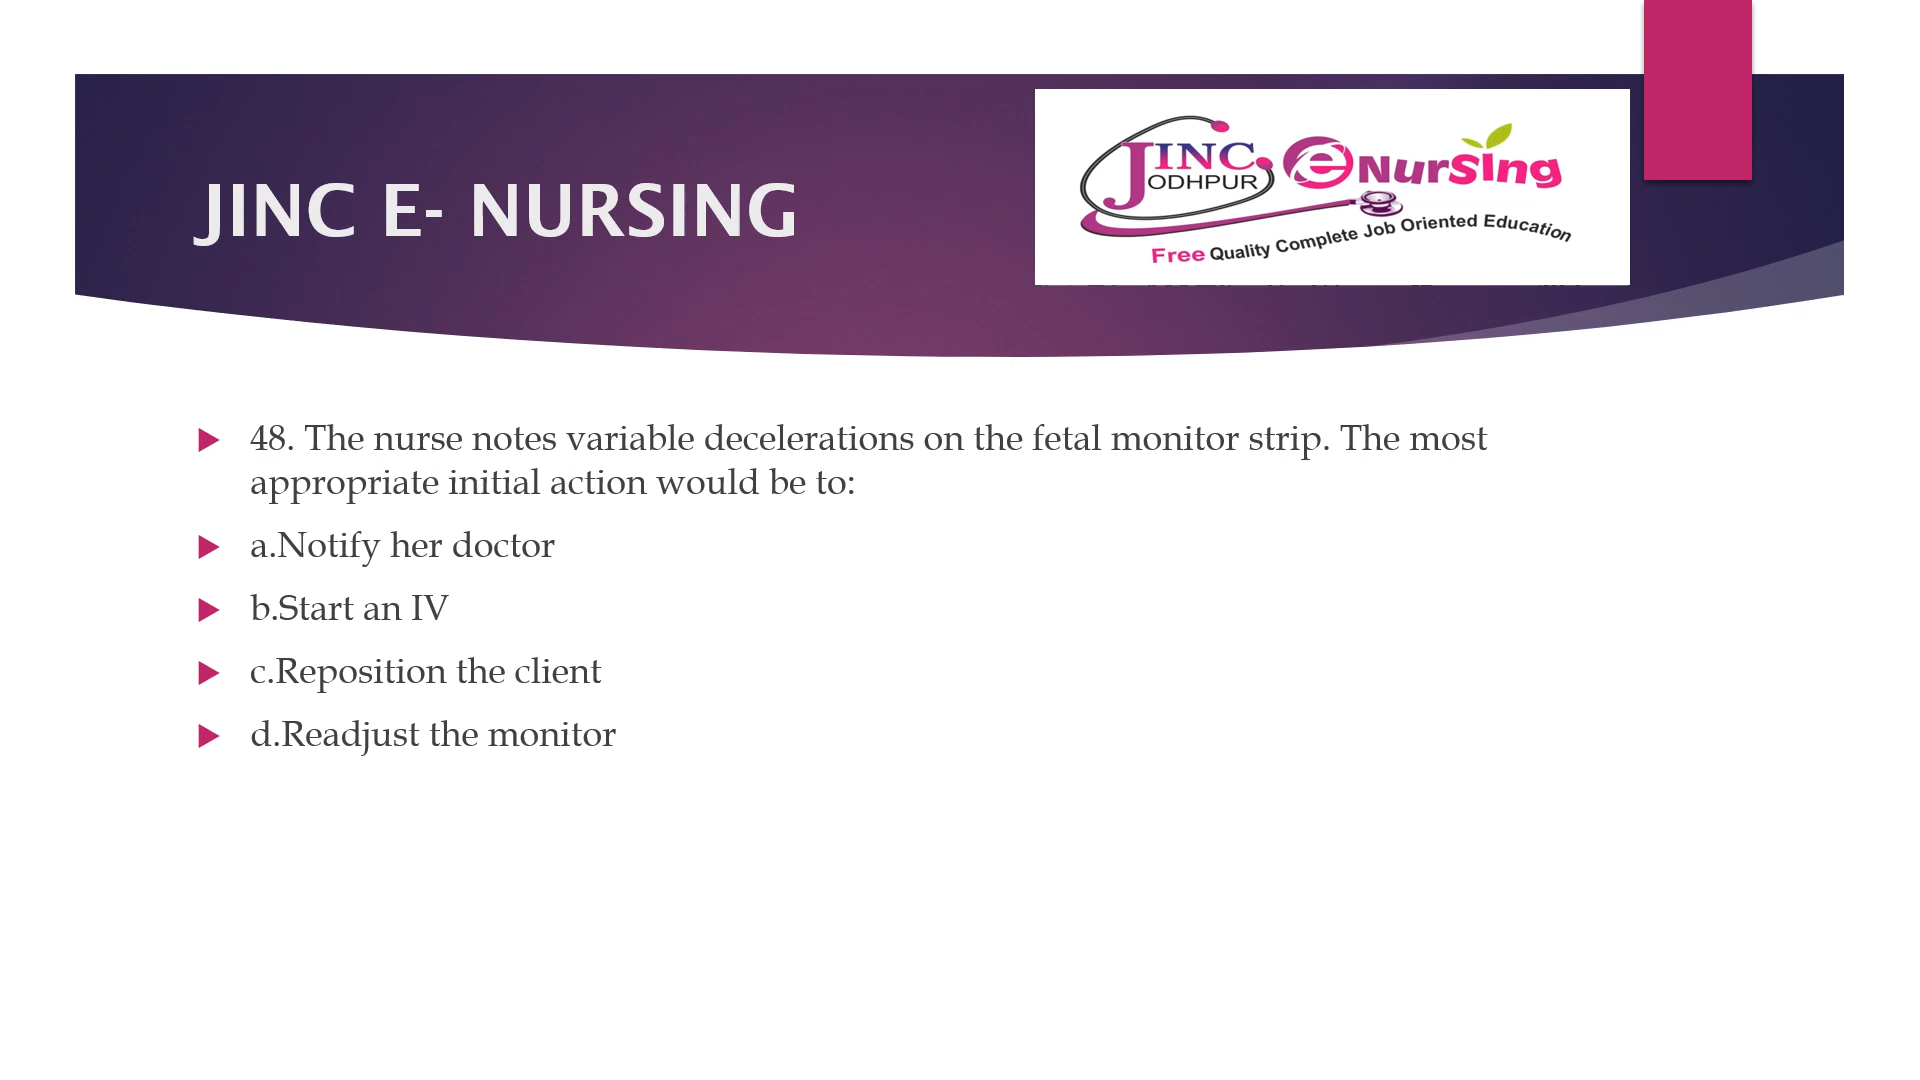 JINC E- NURSING
JINC eNursing
ODHPUR
Free Quality Complete Job Oriented Education
48. The nurse notes variable decelerations on the fetal monitor strip. The most
appropriate initial action would be to:
a.Notify her doctor
b.Start an IV
c.Reposition the client
d.Readjust the monitor